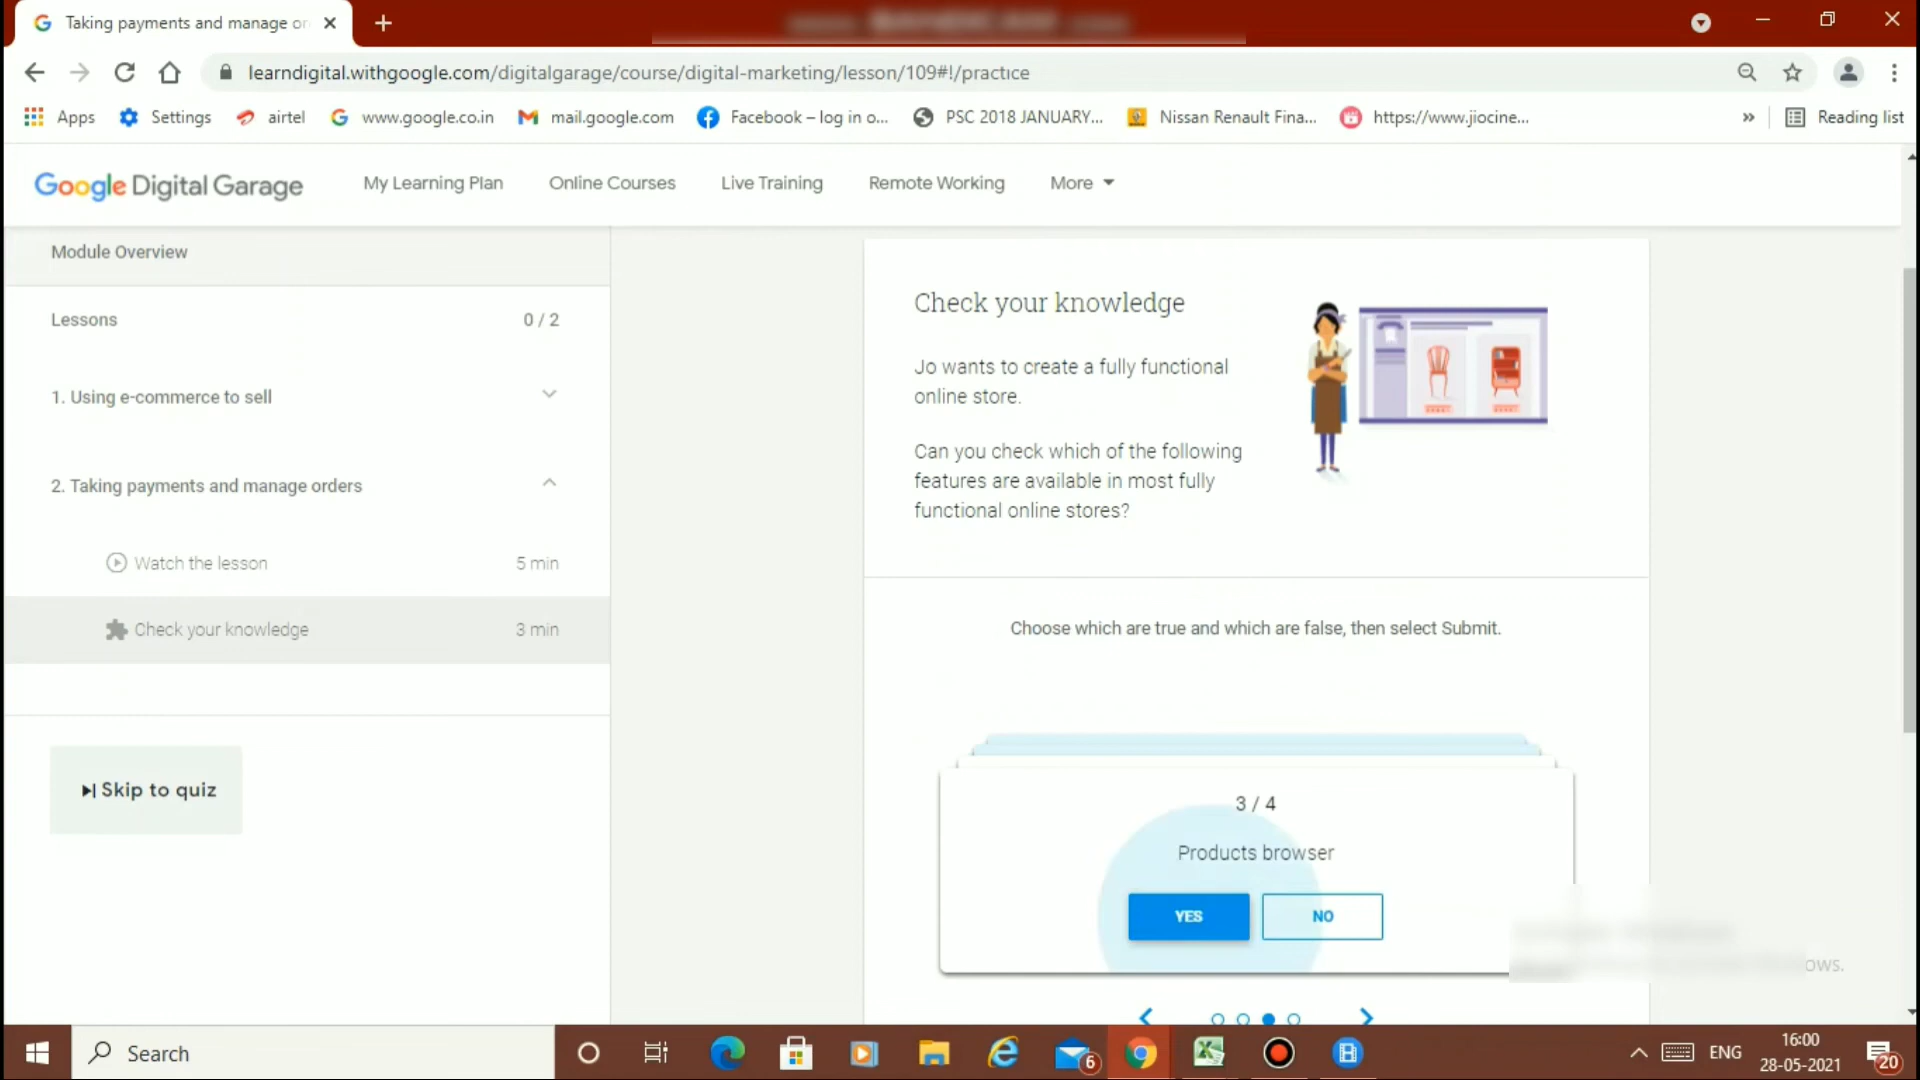 Taking payments and manage or
learndigital.withgoogle.com/digitalgarage/course/digital-marketing/lesson/109#!/practice
Apps Settings airtel www.google.co.in mail.google.com Facebook – log in o... PSC 2018 JANUARY... Nissan Renault Fina... https://www.jiocine... » Reading list
Google Digital Garage My Learning Plan Online Courses Live Training Remote Working More
Module Overview
Lessons 0 / 2
1. Using e-commerce to sell
2. Taking payments and manage orders
Watch the lesson 5 min
Check your knowledge 3 min
Skip to quiz
Check your knowledge
Jo wants to create a fully functional
online store.
Can you check which of the following
features are available in most fully
functional online stores?
Choose which are true and which are false, then select Submit.
3 / 4
Products browser
YES NO
ows.
Search
6
ENG
16:00
28-05-2021
20